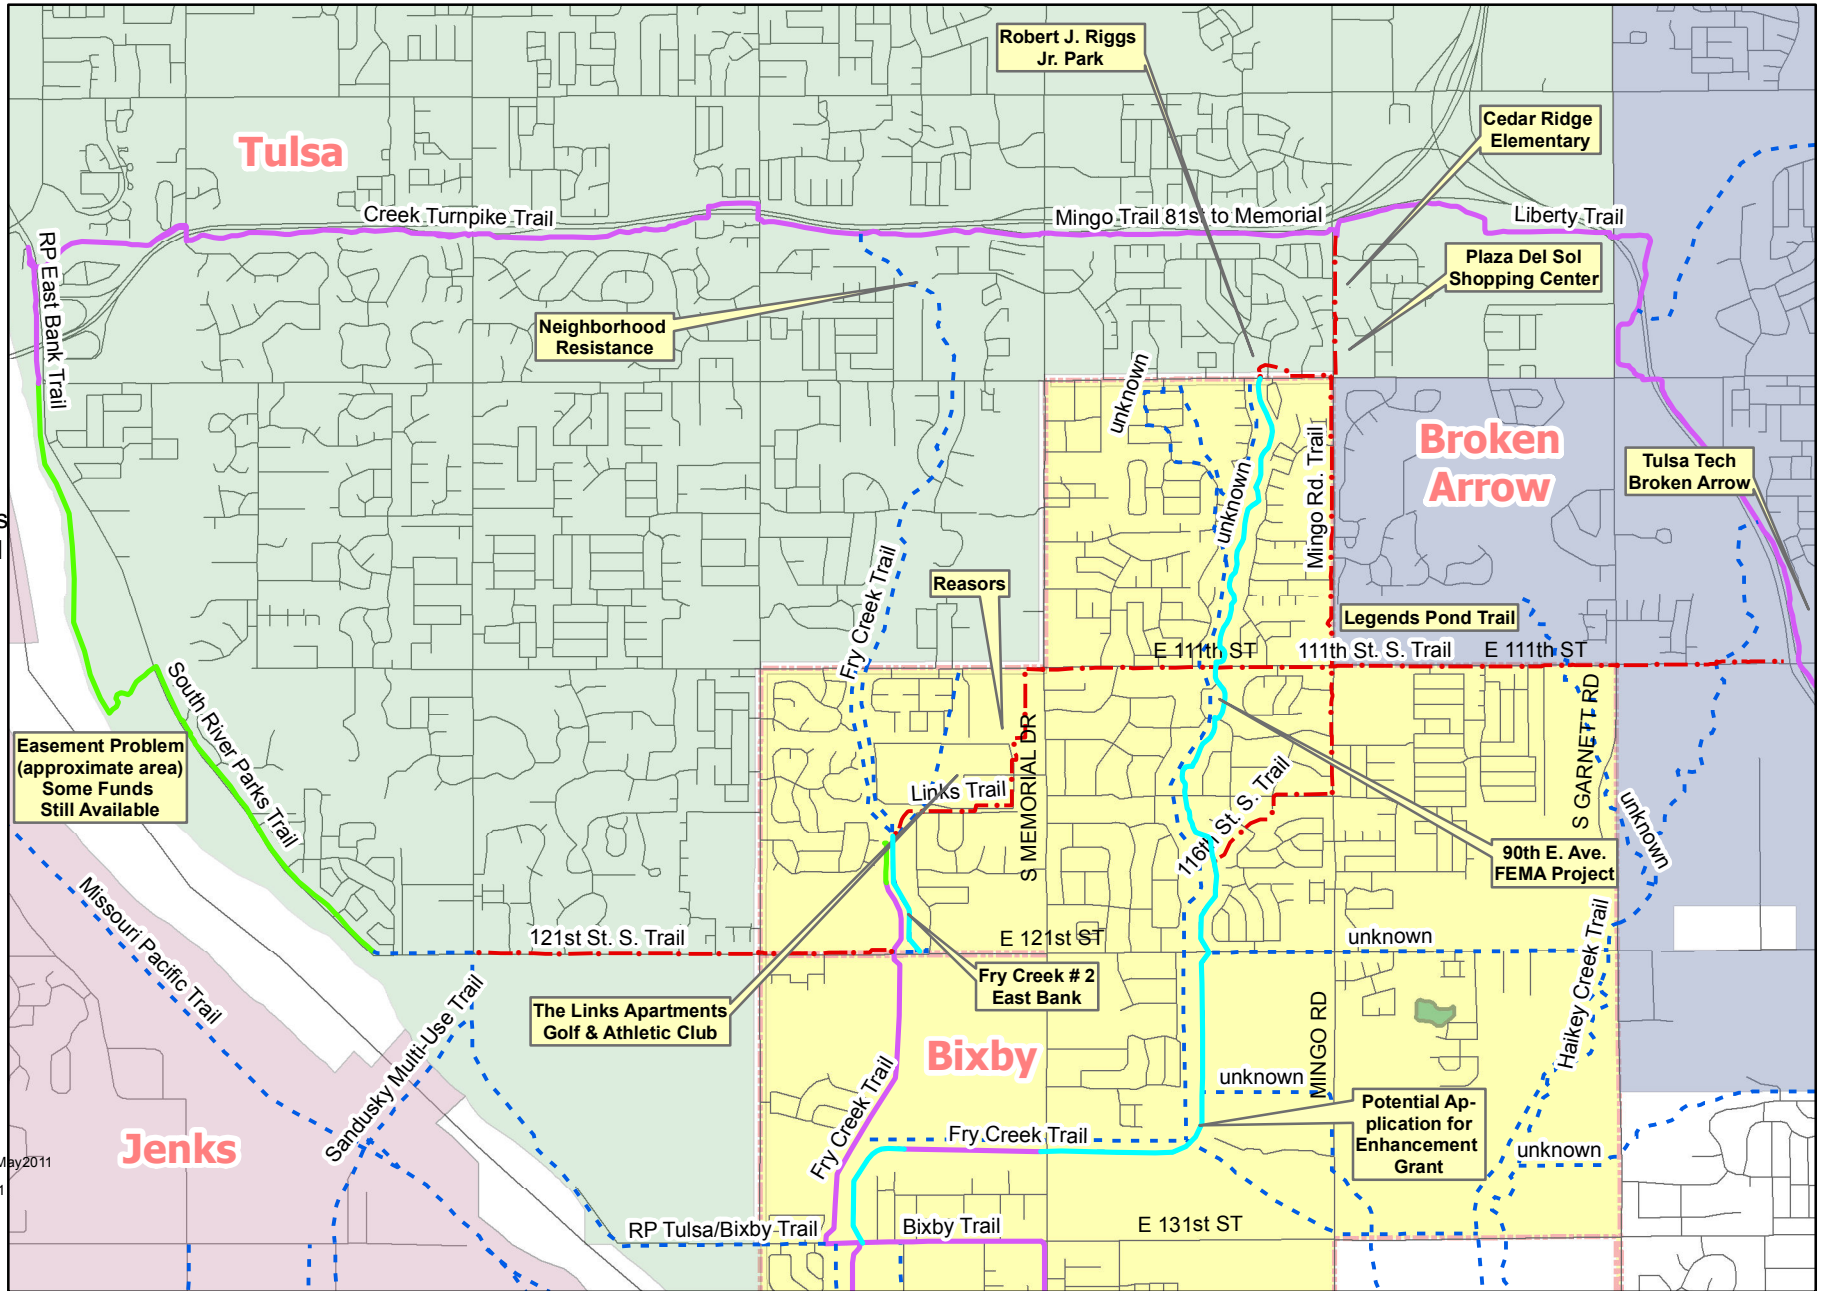 Robert J. Riggs
Jr. Park
Cedar Ridge
Elementary
Tulsa
Creek Turnpike Trail
Mingo Trail 81st to Memorial
Liberty Trail
RP East Bank Trail
Plaza Del Sol
Shopping Center
Neighborhood
Resistance
unknown
unknown
Mingo Rd. Trail
Broken
Arrow
Tulsa Tech
Broken Arrow
s
Fry Creek Trail
Reasors
Legends Pond Trail
E 111th ST
111th St. S. Trail
E 111th ST
South River Parks Trail
S MEMORIAL DR
S GARNETT RD
Easement Problem
(approximate area)
Some Funds
Still Available
Links Trail
116th St. S. Trail
unknown
90th E. Ave.
FEMA Project
Missouri Pacific Trail
121st St. S. Trail
E 121st ST
unknown
Haikey Creek Trail
Fry Creek # 2
East Bank
The Links Apartments
Golf & Athletic Club
Sandusky Multi-Use Trail
Bixby
MINGO RD
unknown
Potential Ap-
plication for
Enhancement
Grant
Fry Creek Trail
Fry Creek Trail
unknown
Jenks
May2011
1
RP Tulsa/Bixby Trail
Bixby Trail
E 131st ST